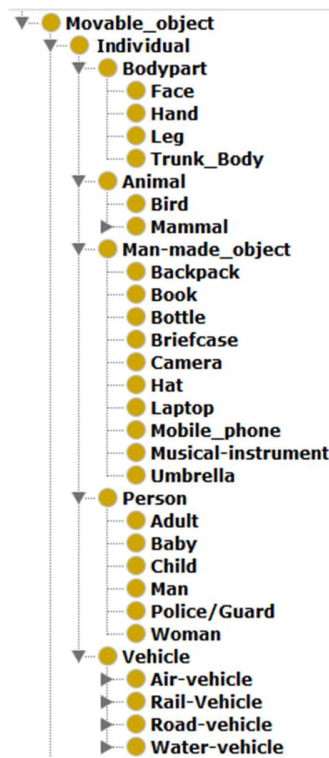 Movable_object
Individual
Bodypart
Face
Hand
Leg
Trunk_Body
Animal
Bird
Mammal
Man-made_object
Backpack
Book
Bottle
Briefcase
Camera
Hat
Laptop
Mobile_phone
Musical-instrument
Umbrella
Person
Adult
Baby
Child
Man
Police/Guard
Woman
Vehicle
Air-vehicle
Rail-Vehicle
Road-vehicle
Water-vehicle